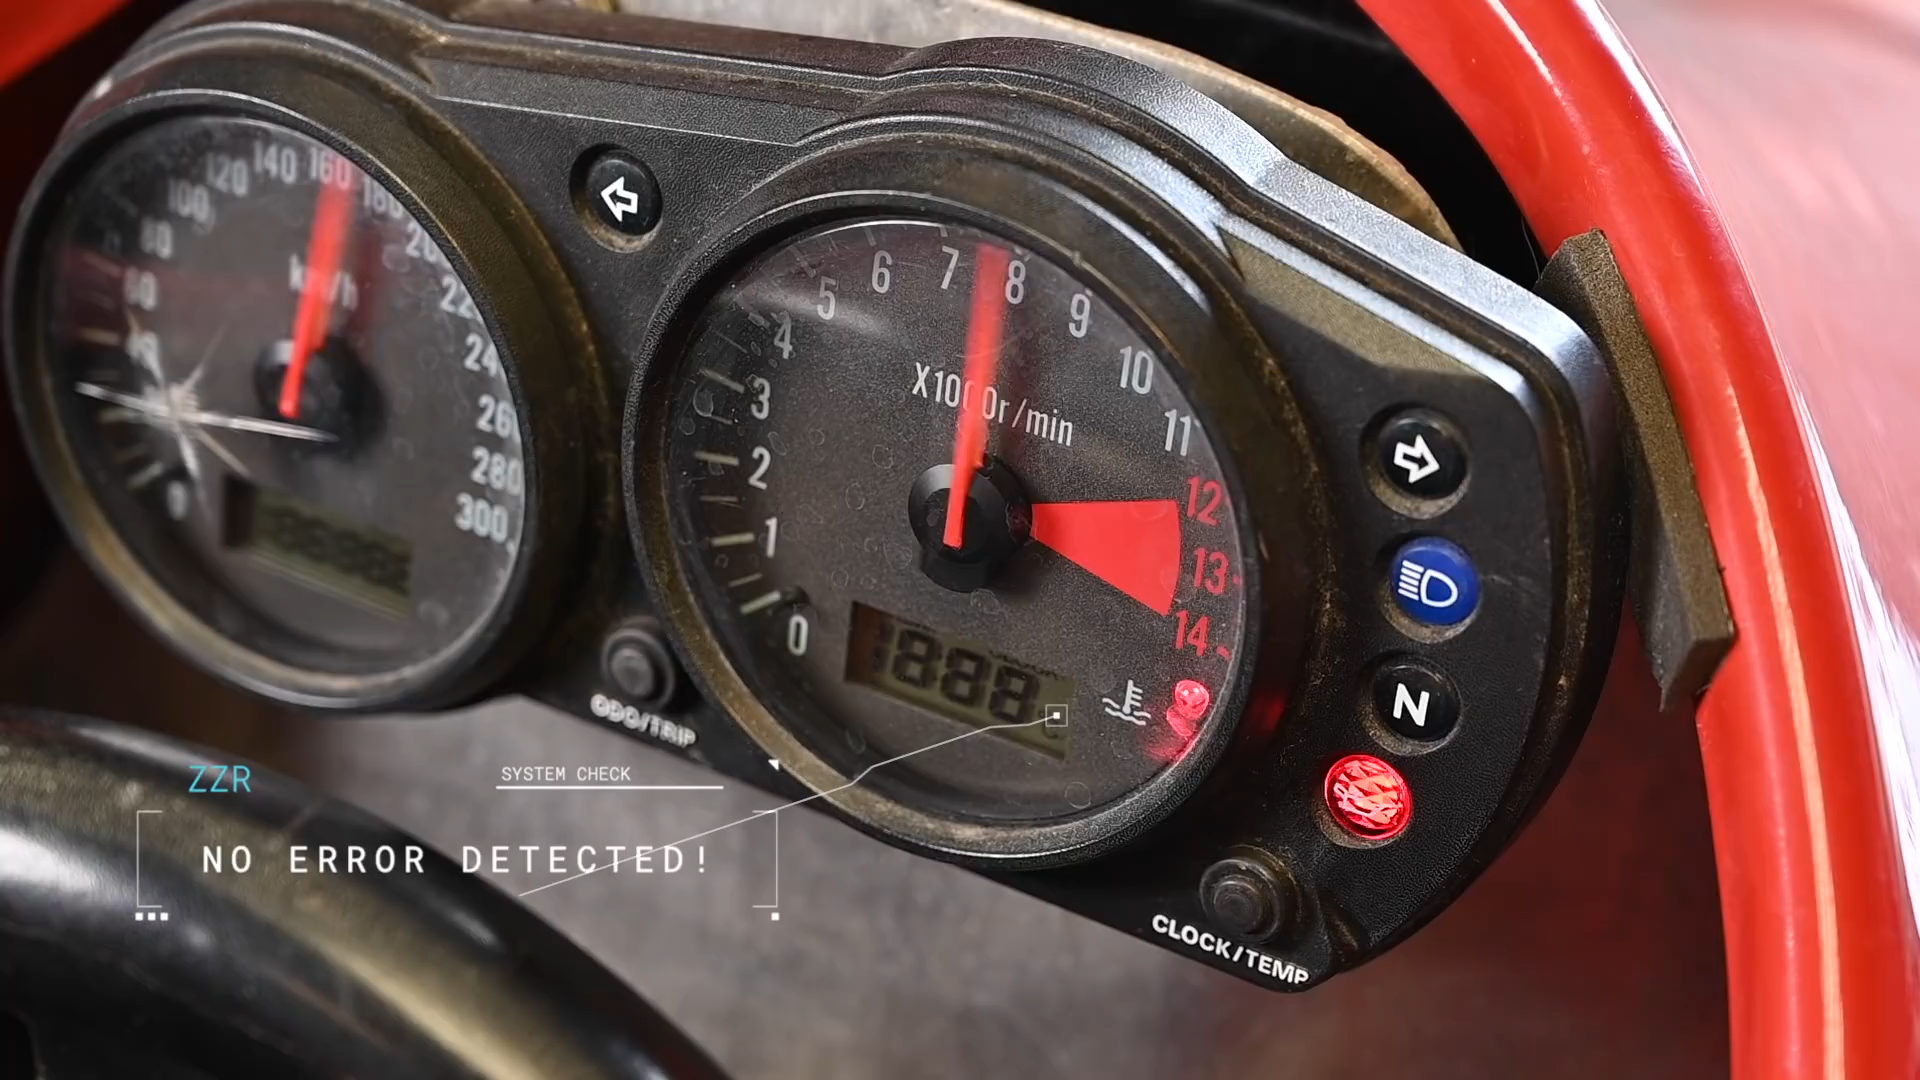 120 140 160 180
100
80
60
km/h
220
240
260
280
300
0
ODO/TRIP
0 1 2 3 4 5 6 7 8 9 10 11 12 13 14
X1000r/min
1888
N
CLOCK/TEMP
ZZR
SYSTEM CHECK
NO ERROR DETECTED!